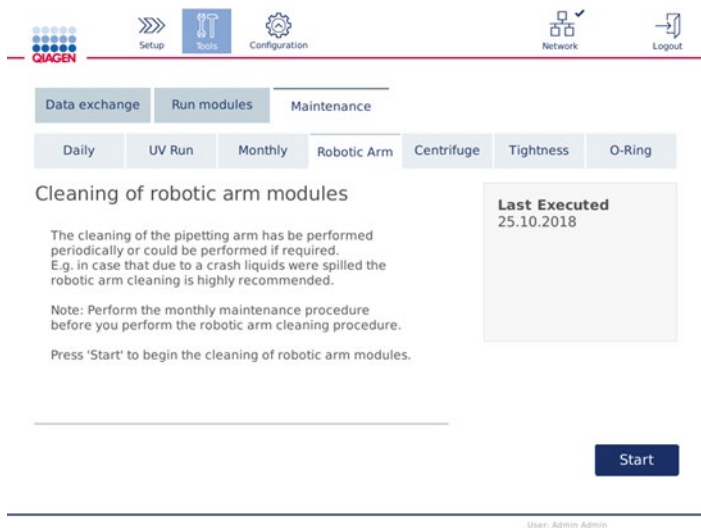 QIAGEN
Setup
Tools
Configuration
Network
Logout
Data exchange
Run modules
Maintenance
Daily
UV Run
Monthly
Robotic Arm
Centrifuge
Tightness
O-Ring
Cleaning of robotic arm modules
The cleaning of the pipetting arm has be performed
periodically or could be performed if required.
E.g. in case that due to a crash liquids were spilled the
robotic arm cleaning is highly recommended.
Note: Perform the monthly maintenance procedure
before you perform the robotic arm cleaning procedure.
Press 'Start' to begin the cleaning of robotic arm modules.
Last Executed
25.10.2018
Start
User: Admin Admin